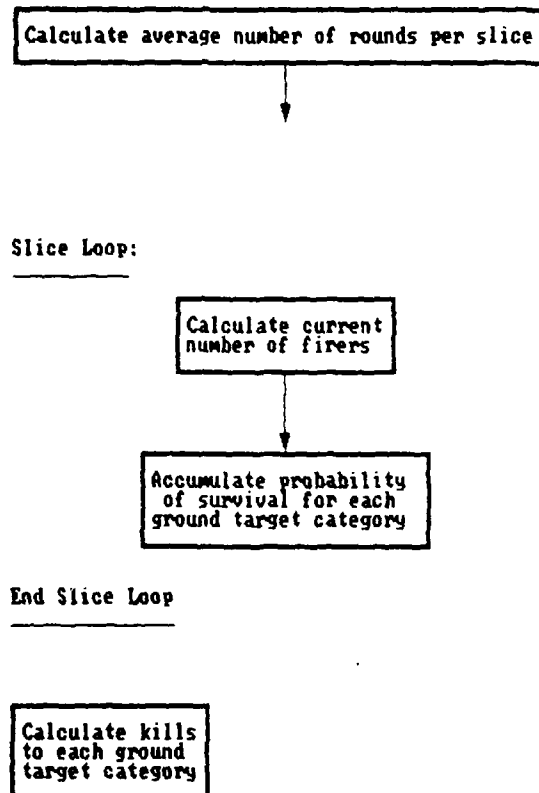 Calculate average number of rounds per slice
Slice Loop:
Calculate current
number of firers
Accumulate probability
of survival for each
ground target category
End Slice Loop
Calculate kills
to each ground
target category